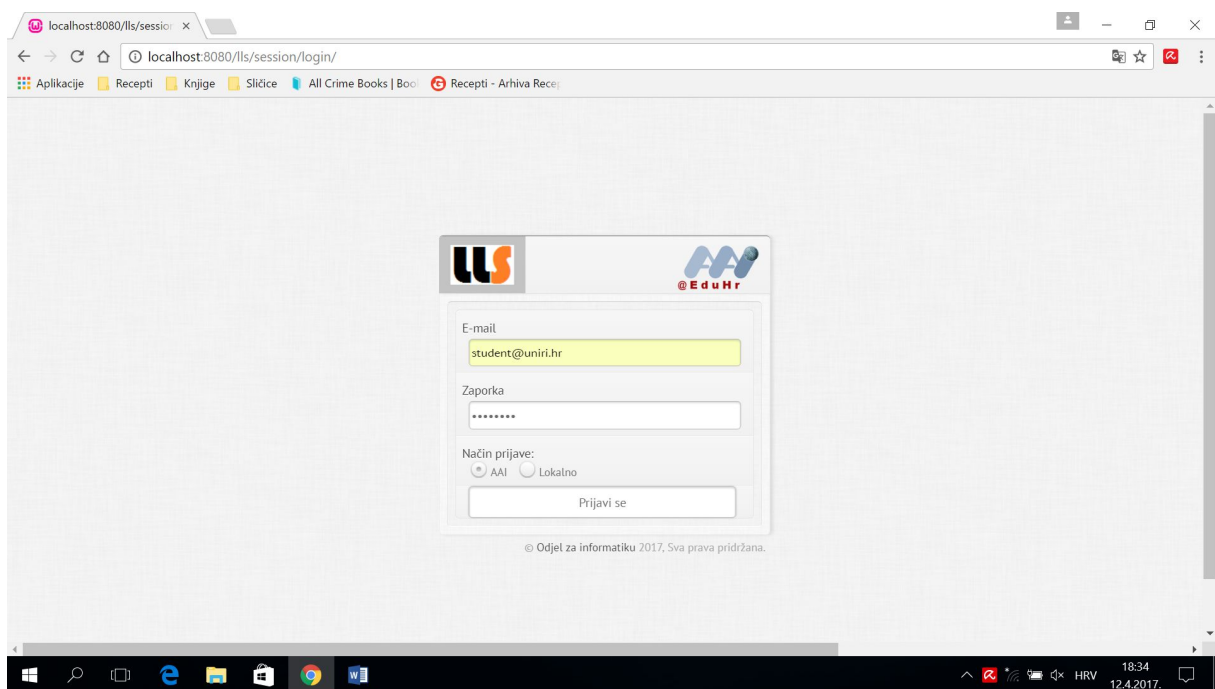 localhost:8080/lls/session
localhost:8080/lls/session/login/
Aplikacije Recepti Knjige Sličice All Crime Books | Boo Recepti - Arhiva Rece
LLS
AAI
@EduHr
E-mail
student@uniri.hr
Zaporka
••••••••
Način prijave:
AAI Lokalno
Prijavi se
© Odjel za informatiku 2017, Sva prava pridržana.
HRV
18:34
12.4.2017.